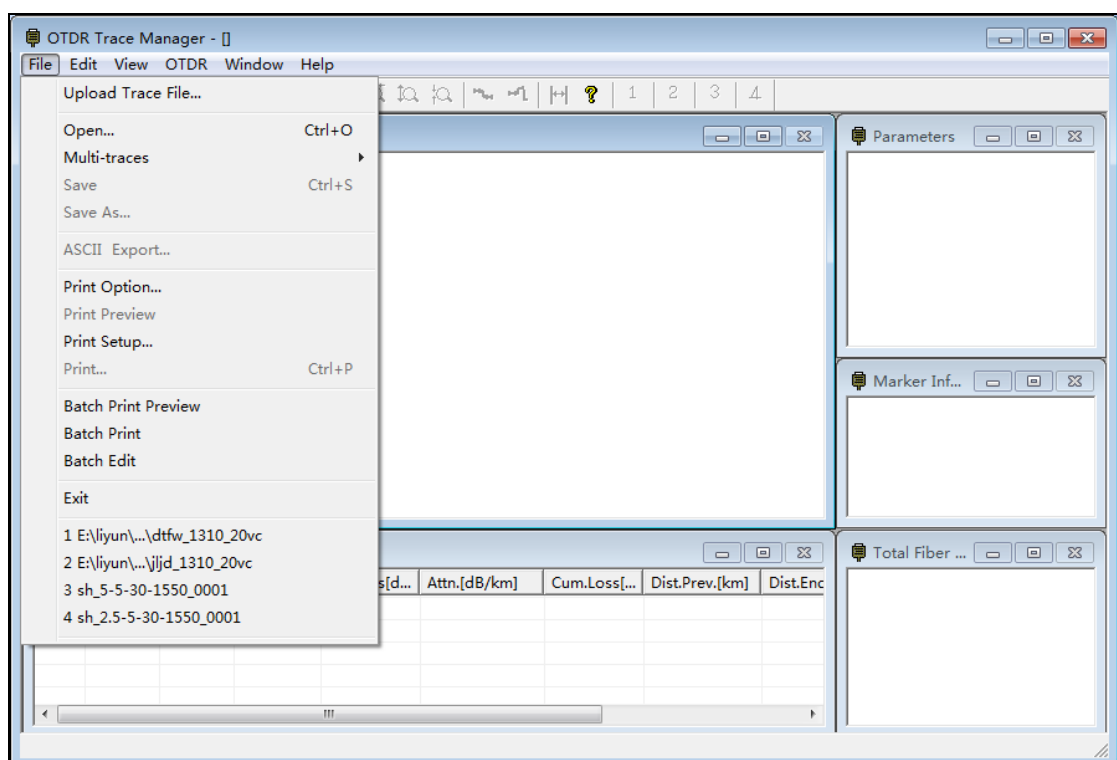 OTDR Trace Manager - []
File Edit View OTDR Window Help
1 2 3 4
Upload Trace File...
Open... Ctrl+O
Multi-traces
Save Ctrl+S
Save As...
ASCII Export...
Print Option...
Print Preview
Print Setup...
Print... Ctrl+P
Batch Print Preview
Batch Print
Batch Edit
Exit
1 E:\liyun\...\dtfw_1310_20vc
2 E:\liyun\...\jljd_1310_20vc
3 sh_5-5-30-1550_0001
4 sh_2.5-5-30-1550_0001
Parameters
Marker Inf...
Total Fiber ...
s[d... Attn.[dB/km] Cum.Loss[... Dist.Prev.[km] Dist.Enc